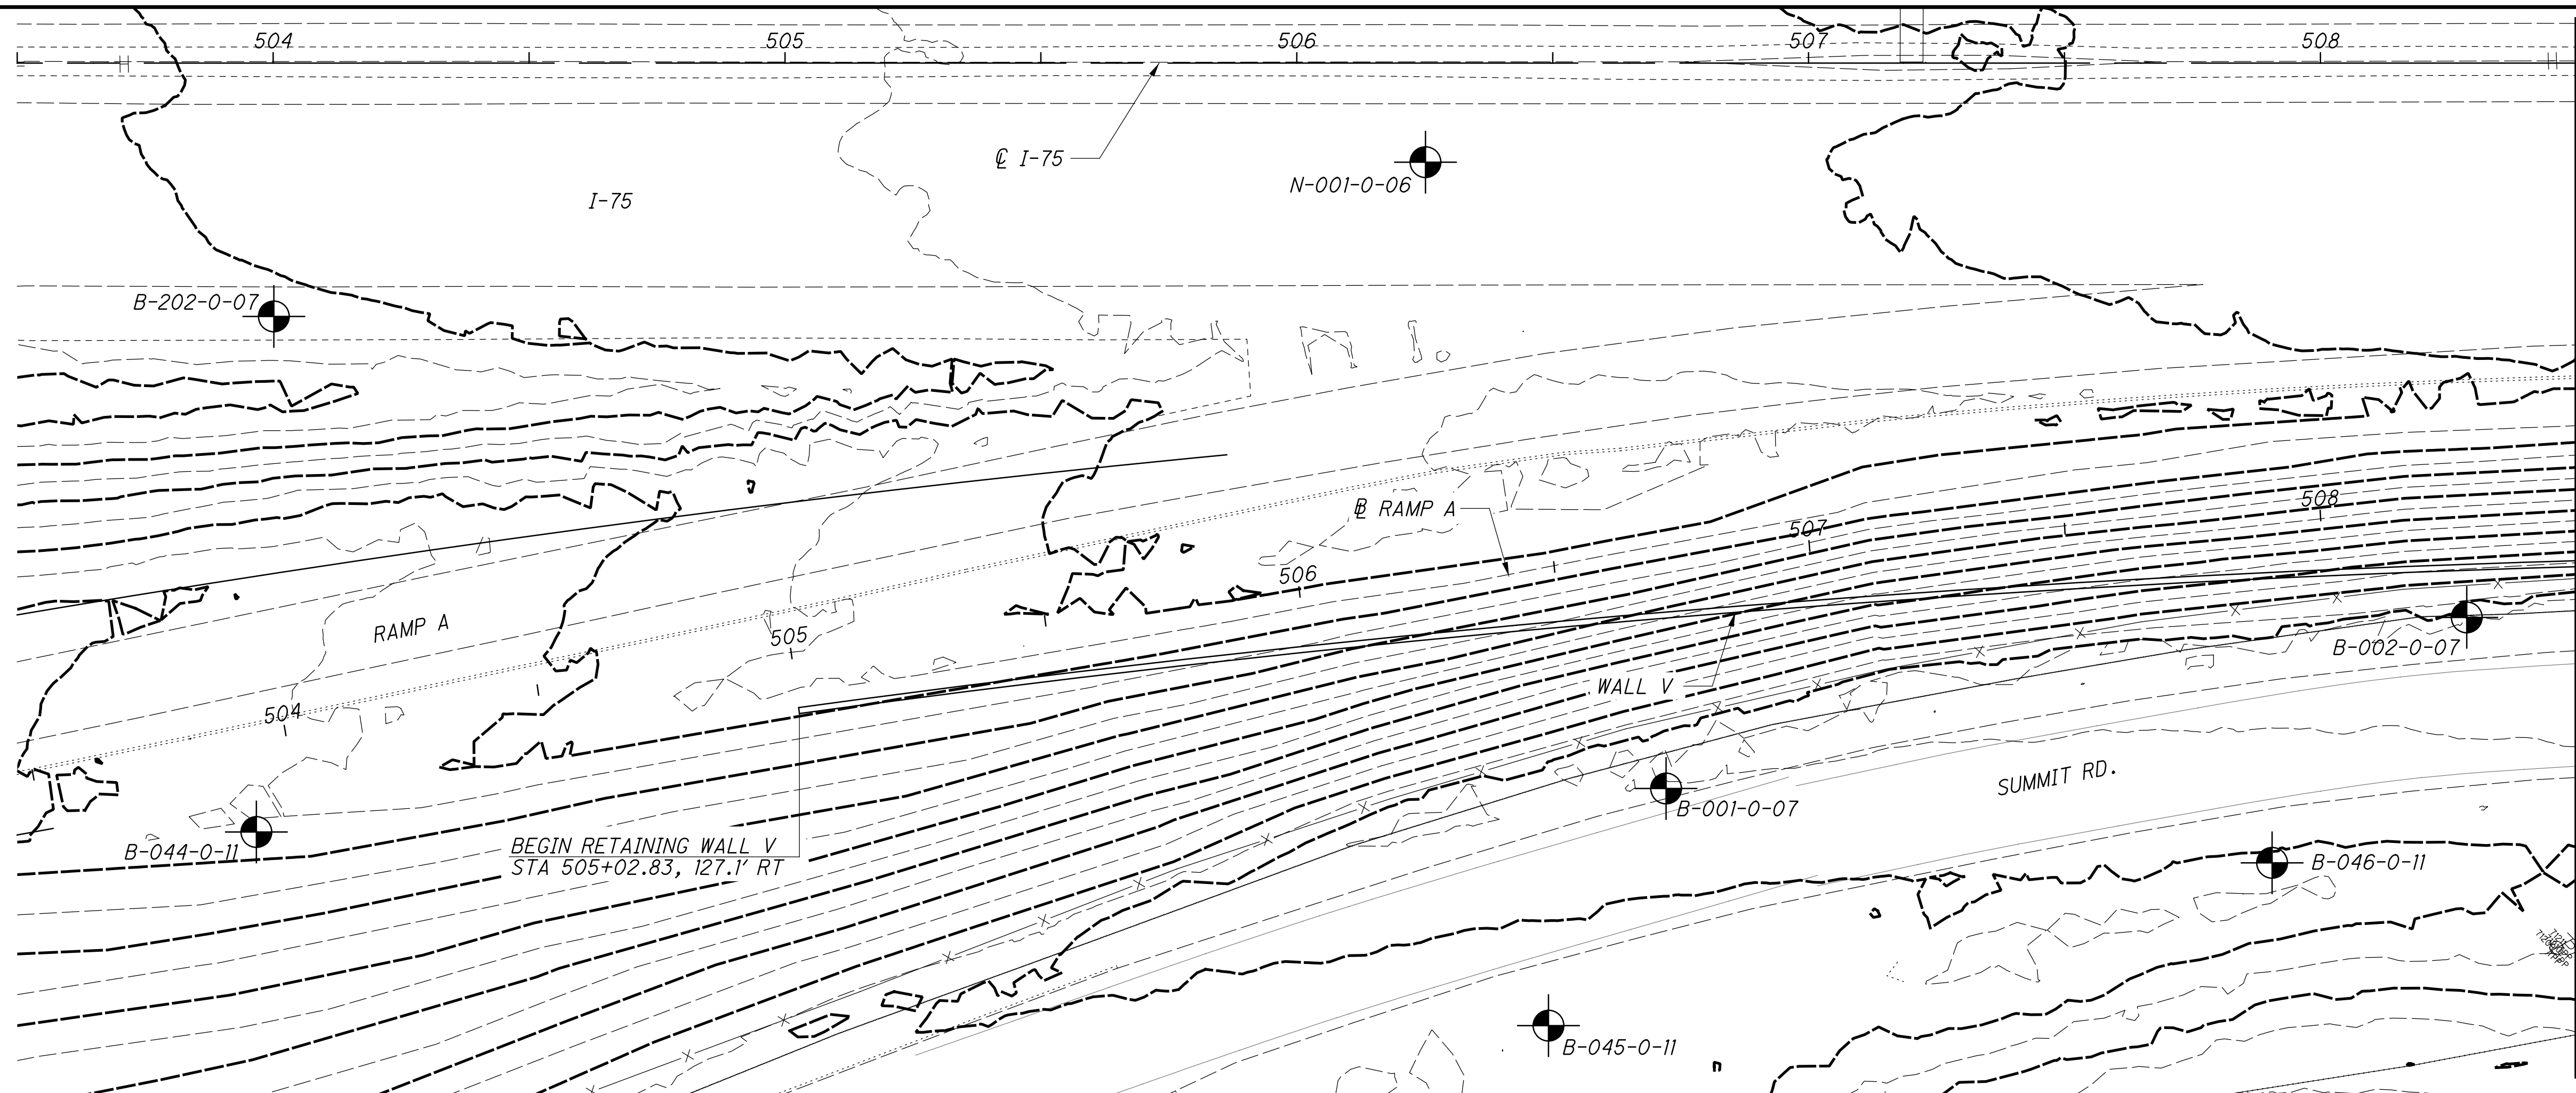 504 505 506 507 508
℄ I-75
N-001-0-06
I-75
B-202-0-07
508
℄ RAMP A
507
506
RAMP A
505
B-002-0-07
WALL V
504
SUMMIT RD.
B-001-0-07
BEGIN RETAINING WALL V
STA 505+02.83, 127.1' RT
B-044-0-11
B-046-0-11
B-045-0-11